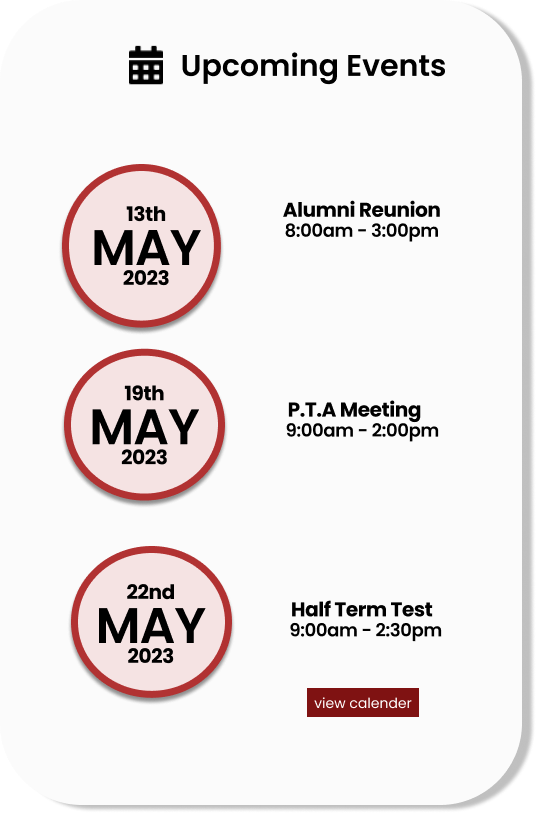 Upcoming Events
13th
MAY
2023
Alumni Reunion
8:00am - 3:00pm
19th
MAY
2023
P.T.A Meeting
9:00am - 2:00pm
22nd
MAY
2023
Half Term Test
9:00am - 2:30pm
view calender